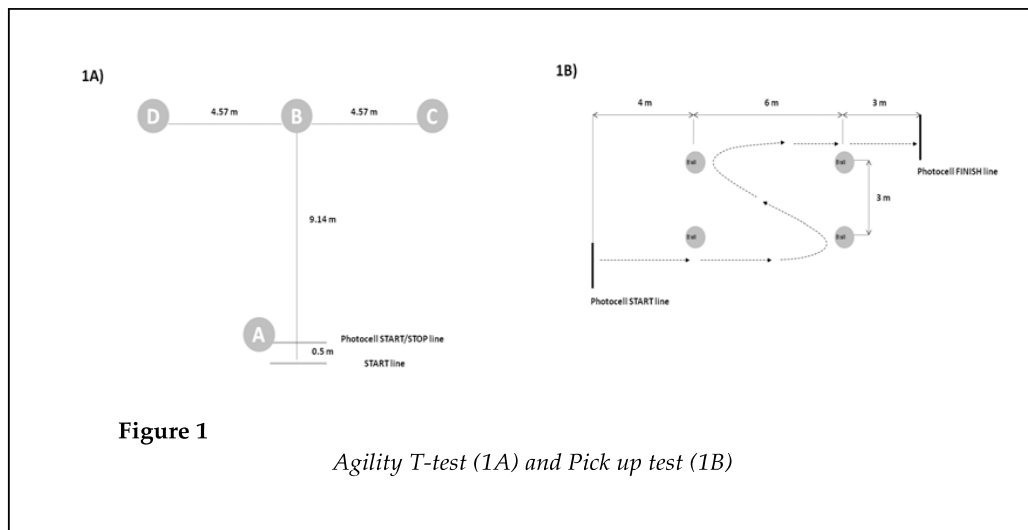 1A)
D
4.57 m
B
4.57 m
C
9.14 m
A
Photocell START/STOP line
0.5 m
START line
1B)
4 m
6 m
3 m
Ball
Ball
Photocell FINISH line
3 m
Ball
Ball
Photocell START line
Figure 1
Agility T-test (1A) and Pick up test (1B)